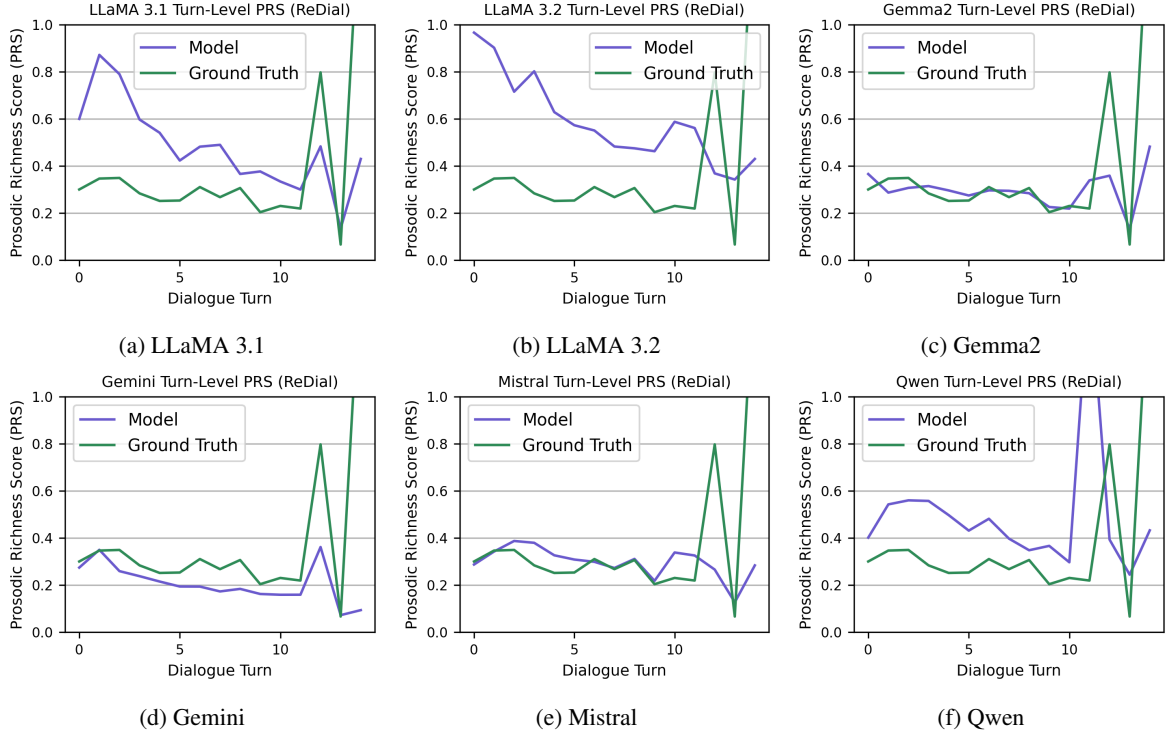 LLaMA 3.1 Turn-Level PRS (ReDial)
Prosodic Richness Score (PRS)
1.0
0.8
0.6
0.4
0.2
0.0
Model
Ground Truth
0
5
10
Dialogue Turn
(a) LLaMA 3.1
LLaMA 3.2 Turn-Level PRS (ReDial)
Prosodic Richness Score (PRS)
1.0
0.8
0.6
0.4
0.2
0.0
Model
Ground Truth
0
5
10
Dialogue Turn
(b) LLaMA 3.2
Gemma2 Turn-Level PRS (ReDial)
Prosodic Richness Score (PRS)
1.0
0.8
0.6
0.4
0.2
0.0
Model
Ground Truth
0
5
10
Dialogue Turn
(c) Gemma2
Gemini Turn-Level PRS (ReDial)
Prosodic Richness Score (PRS)
1.0
0.8
0.6
0.4
0.2
0.0
Model
Ground Truth
0
5
10
Dialogue Turn
(d) Gemini
Mistral Turn-Level PRS (ReDial)
Prosodic Richness Score (PRS)
1.0
0.8
0.6
0.4
0.2
0.0
Model
Ground Truth
0
5
10
Dialogue Turn
(e) Mistral
Qwen Turn-Level PRS (ReDial)
Prosodic Richness Score (PRS)
1.0
0.8
0.6
0.4
0.2
0.0
Model
Ground Truth
0
5
10
Dialogue Turn
(f) Qwen